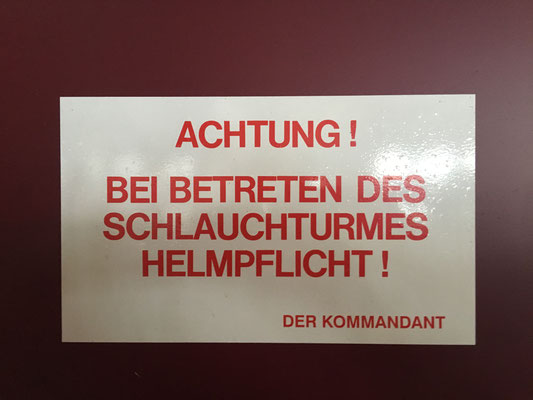 ACHTUNG !
BEI BETRETEN DES
SCHLAUCHTURMES
HELMPFLICHT !
DER KOMMANDANT